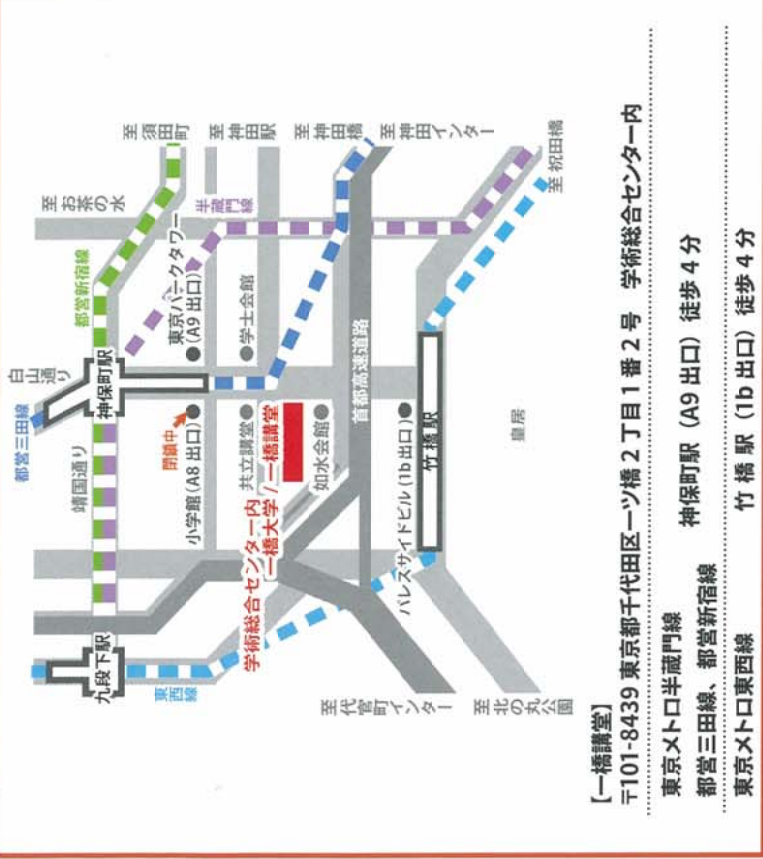 都営三田線
白山通り
至お茶の水
都営新宿線
至須田町
靖国通り
神保町駅
九段下駅
半蔵門線
至神田駅
東京パークタワー
(A9 出口)
閉鎖中
小学館(A8 出口)
東西線
学士会館
共立講堂
至神田橋
学術総合センター内
一橋大学/一橋講堂
如水会館
首都高速道路
至神田インター
至代官町インター
パレスサイドビル(1b出口)
竹橋駅
至祝田橋
至北の丸公園
皇居
【一橋講堂】
〒101-8439 東京都千代田区一ツ橋2丁目1番2号 学術総合センター内
東京メトロ半蔵門線
都営三田線、都営新宿線 神保町駅(A9 出口)徒歩4分
東京メトロ東西線 竹橋駅(1b 出口)徒歩4分